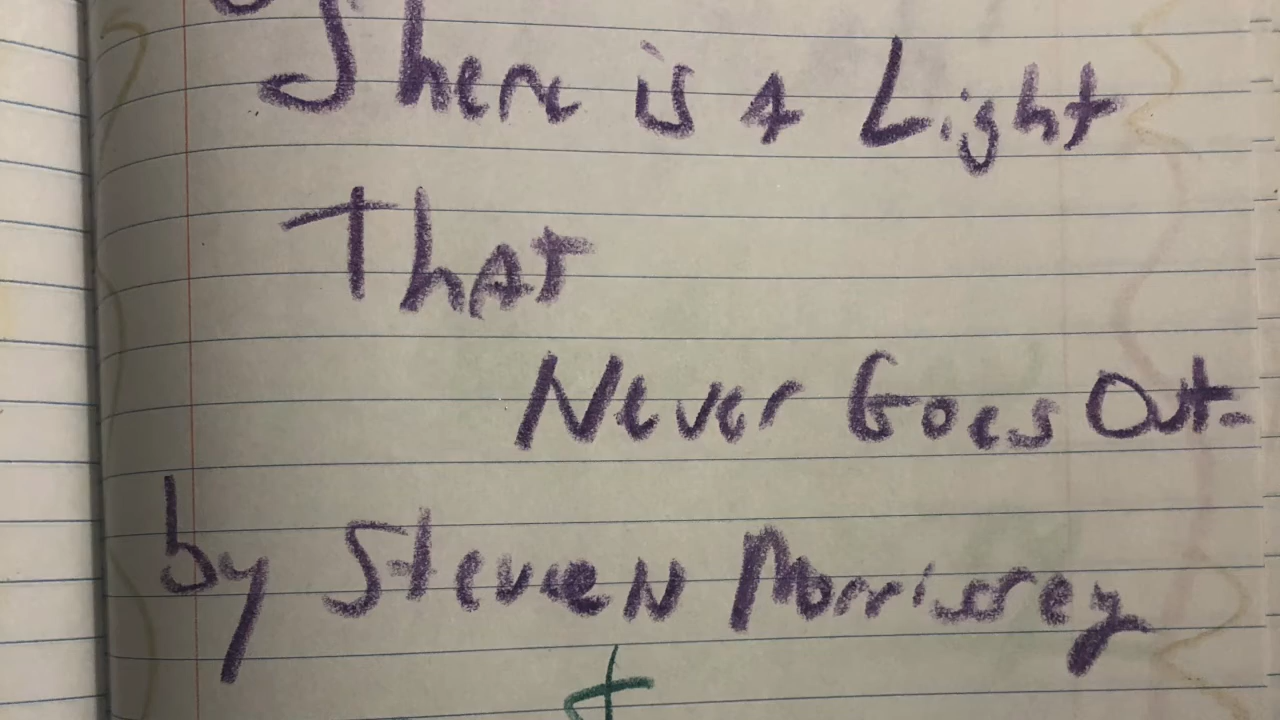 There is A Light
ThAT
Never Goes Out-
by SteveN Morrissey